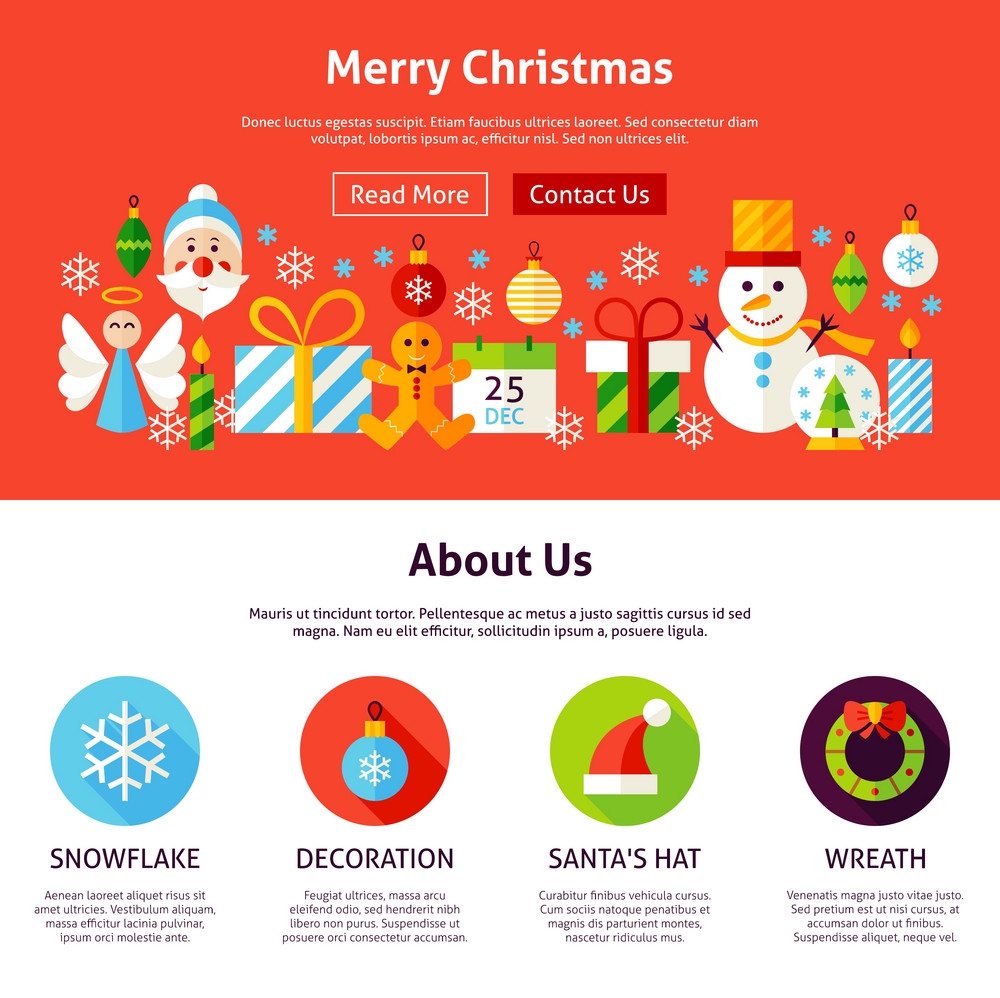 Merry Christmas
Donec luctus egestas suscipit. Etiam faucibus ultrices laoreet. Sed consectetur diam
volutpat, lobortis ipsum ac, efficitur nisl. Sed non ultrices elit.
Read More
Contact Us
25
DEC
About Us
Mauris ut tincidunt tortor. Pellentesque ac metus a justo sagittis cursus id sed
magna. Nam eu elit efficitur, sollicitudin ipsum a, posuere ligula.
SNOWFLAKE
Aenean laoreet aliquet risus sit
amet ultricies. Vestibulum aliquam,
massa efficitur lacinia pulvinar,
ipsum orci molestie ante.
DECORATION
Feugiat ultrices, massa arcu
eleifend odio, sed hendrerit nibh
libero non purus. Suspendisse ut
posuere orci consectetur accumsan.
SANTA'S HAT
Curabitur finibus vehicula cursus.
Cum sociis natoque penatibus et
magnis dis parturient montes,
nascetur ridiculus mus.
WREATH
Venenatis magna justo vitae justo.
Sed pretium est ut nisi cursus, at
accumsan dolor ut finibus.
Suspendisse aliquet, neque vel.